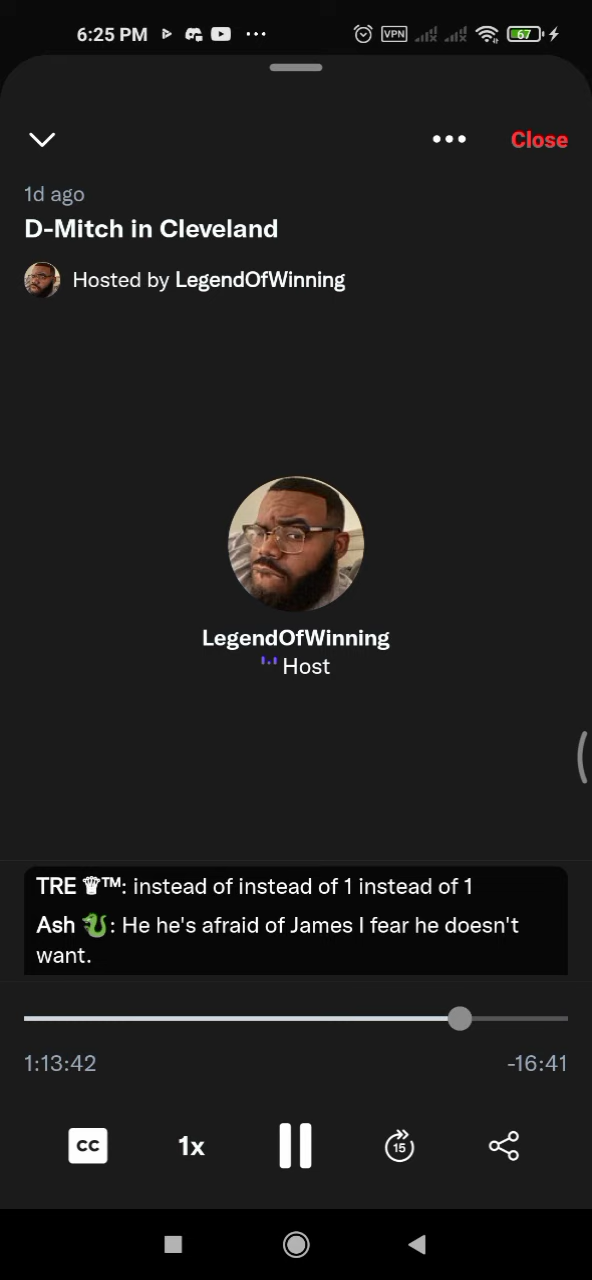 6:25 PM VPN 67
Close
1d ago
D-Mitch in Cleveland
Hosted by LegendOfWinning
LegendOfWinning
Host
TRE ♛™: instead of instead of 1 instead of 1
Ash 🐉: He he's afraid of James I fear he doesn't
want.
1:13:42 -16:41
CC 1x 15